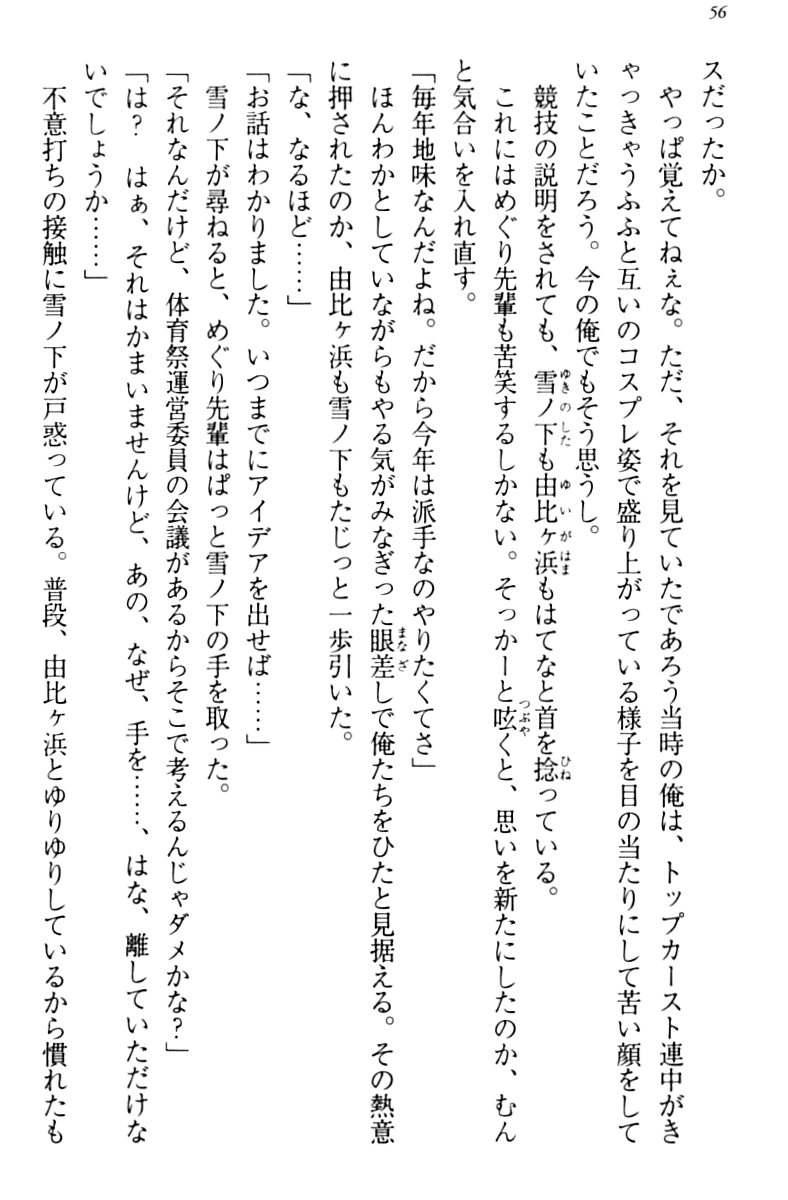 56
スだったか。
やっぱ覚えてねぇな。ただ、それを見ていたであろう当時の俺は、トップカースト連中がき
ゃっきゃうふふと互いのコスプレ姿で盛り上がっている様子を目の当たりにして苦い顔をして
いたことだろう。今の俺でもそう思うし。
競技の説明をされても、雪ノ下も由比ヶ浜もはてなと首を捻っている。
これにはめぐり先輩も苦笑するしかない。そっかーと呟くと、思いを新たにしたのか、むん
と気合いを入れ直す。
「毎年地味なんだよね。だから今年は派手なのやりたくてさ」
ほんわかとしていながらもやる気がみなぎった眼差しで俺たちをひたと見据える。その熱意
に押されたのか、由比ヶ浜も雪ノ下もたじっと一歩引いた。
「な、なるほど……」
「お話はわかりました。いつまでにアイデアを出せば……」
雪ノ下が尋ねると、めぐり先輩はぱっと雪ノ下の手を取った。
「それなんだけど、体育祭運営委員の会議があるからそこで考えるんじゃダメかな?」
「は?　はぁ、それはかまいませんけど、あの、なぜ、手を……、はな、離していただけな
いでしょうか……」
不意打ちの接触に雪ノ下が戸惑っている。普段、由比ヶ浜とゆりゆりしているから慣れたも